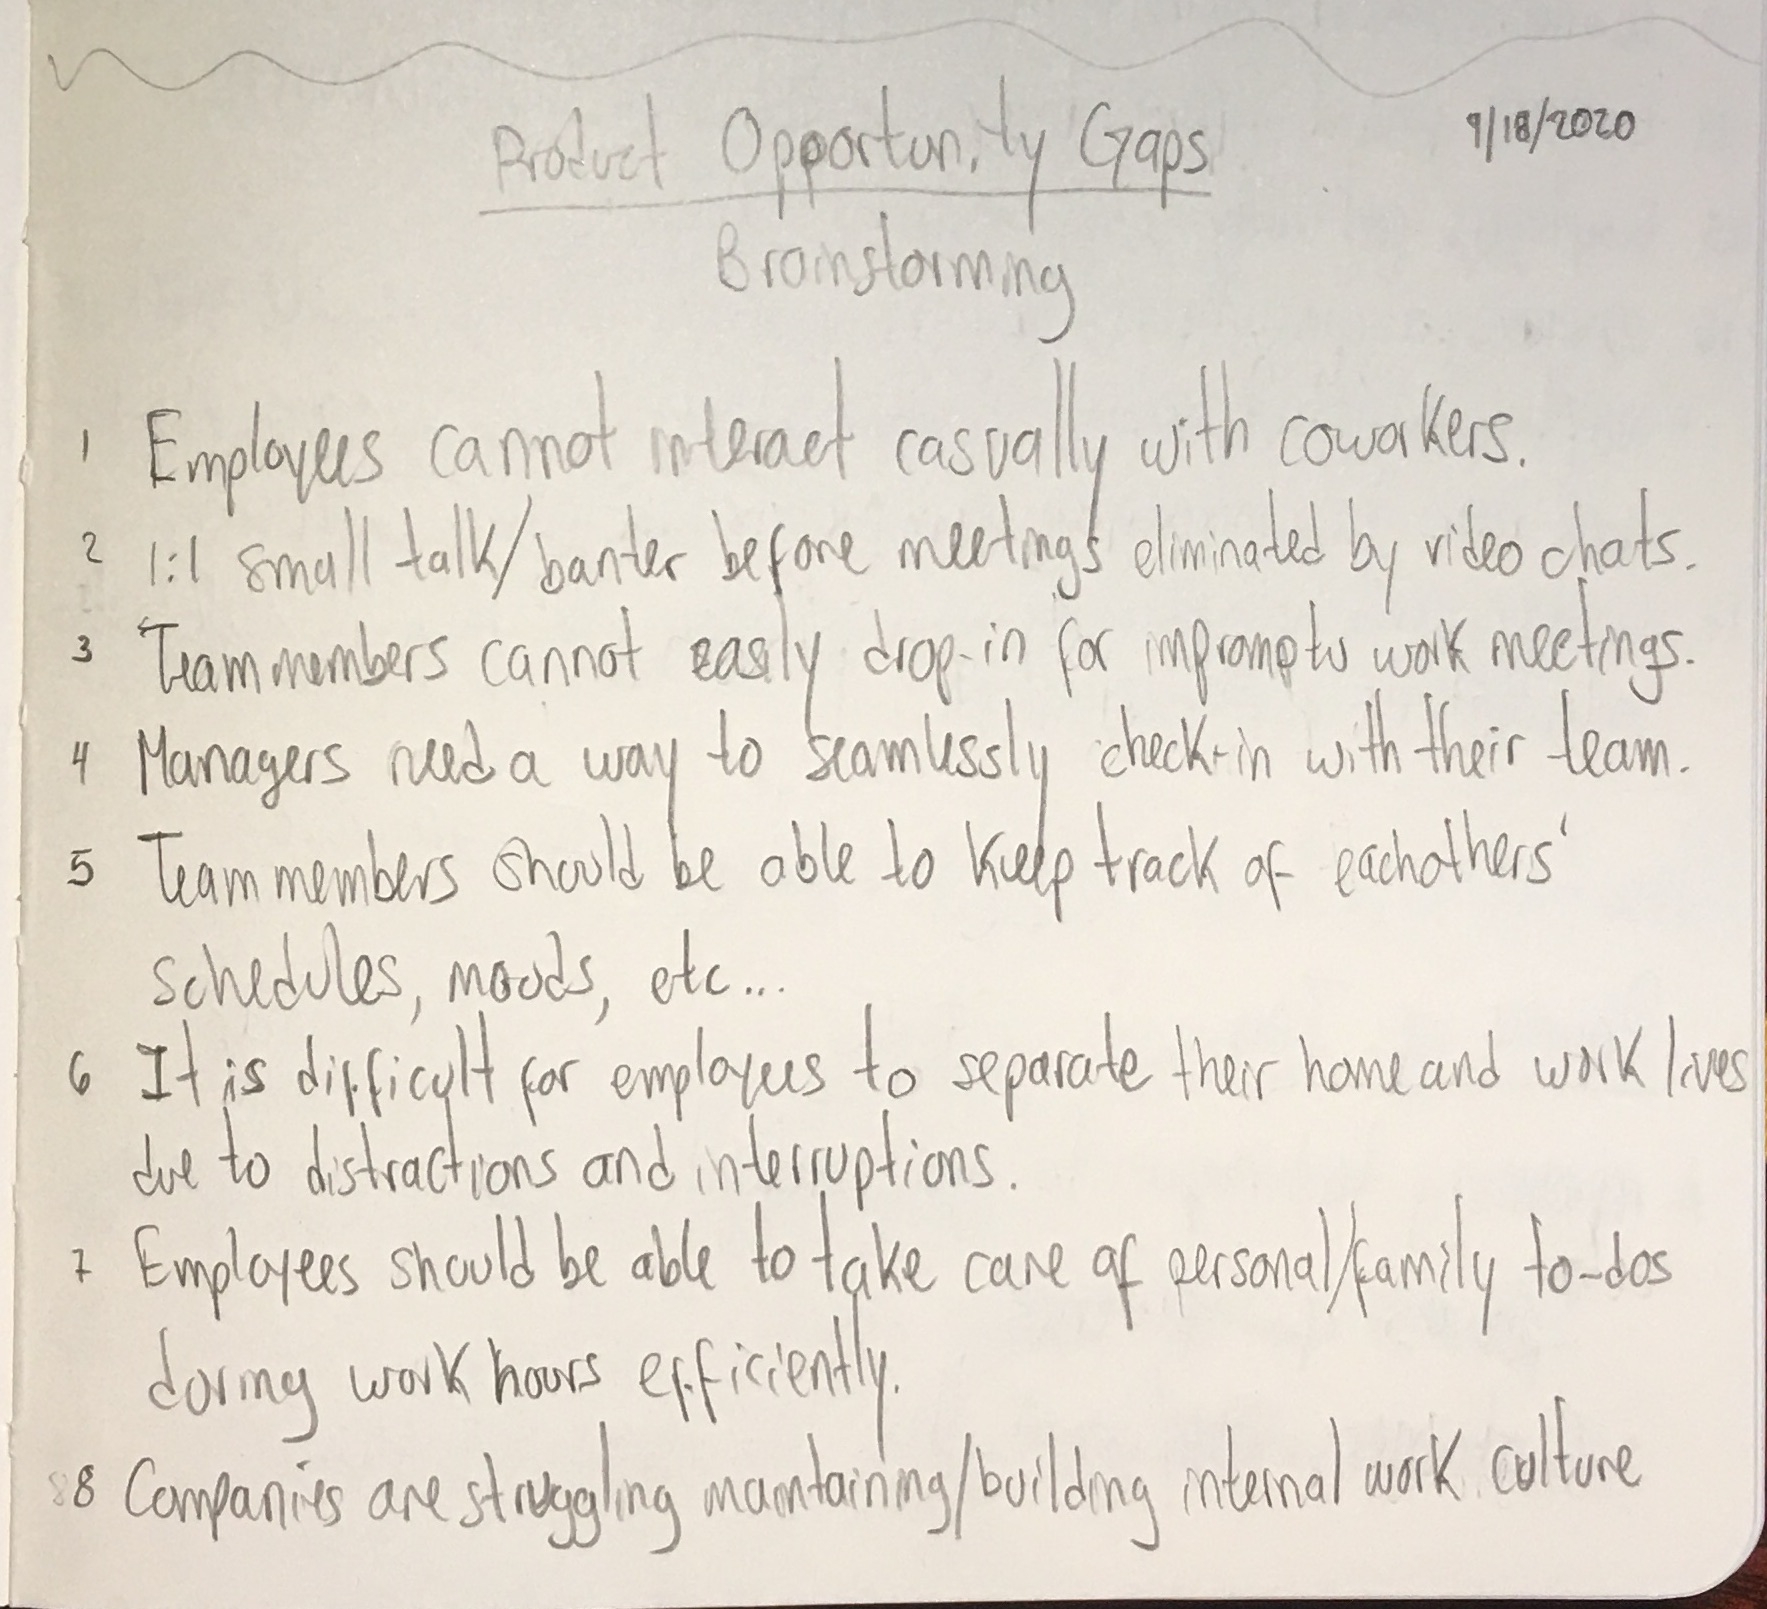 Product Opportunity Gaps
9/18/2020
Brainstorming
1 Employees cannot interact casually with coworkers.
2 1:1 small talk/banter before meetings eliminated by video chats.
3 Team members cannot easily drop-in for impromptu work meetings.
4 Managers need a way to seamlessly check-in with their team.
5 Team members should be able to keep track of eachothers'
schedules, moods, etc...
6 It is difficult for employees to separate their home and work lives
due to distractions and interruptions.
7 Employees should be able to take care of personal/family to-dos
during work hours efficiently.
8 Companies are struggling maintaining/building internal work culture